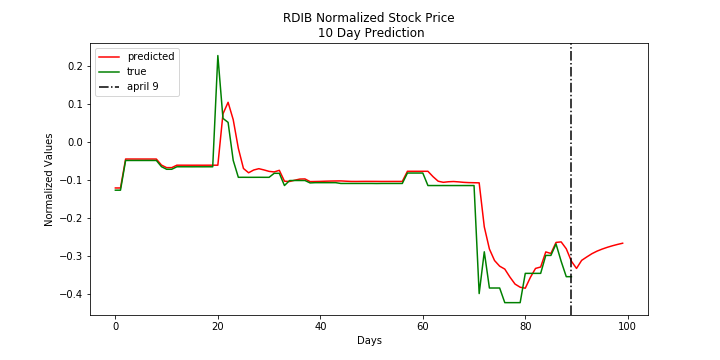 RDIB Normalized Stock Price
10 Day Prediction
predicted
true
april 9
Normalized Values
0.2
0.1
0.0
−0.1
−0.2
−0.3
−0.4
0 20 40 60 80 100
Days